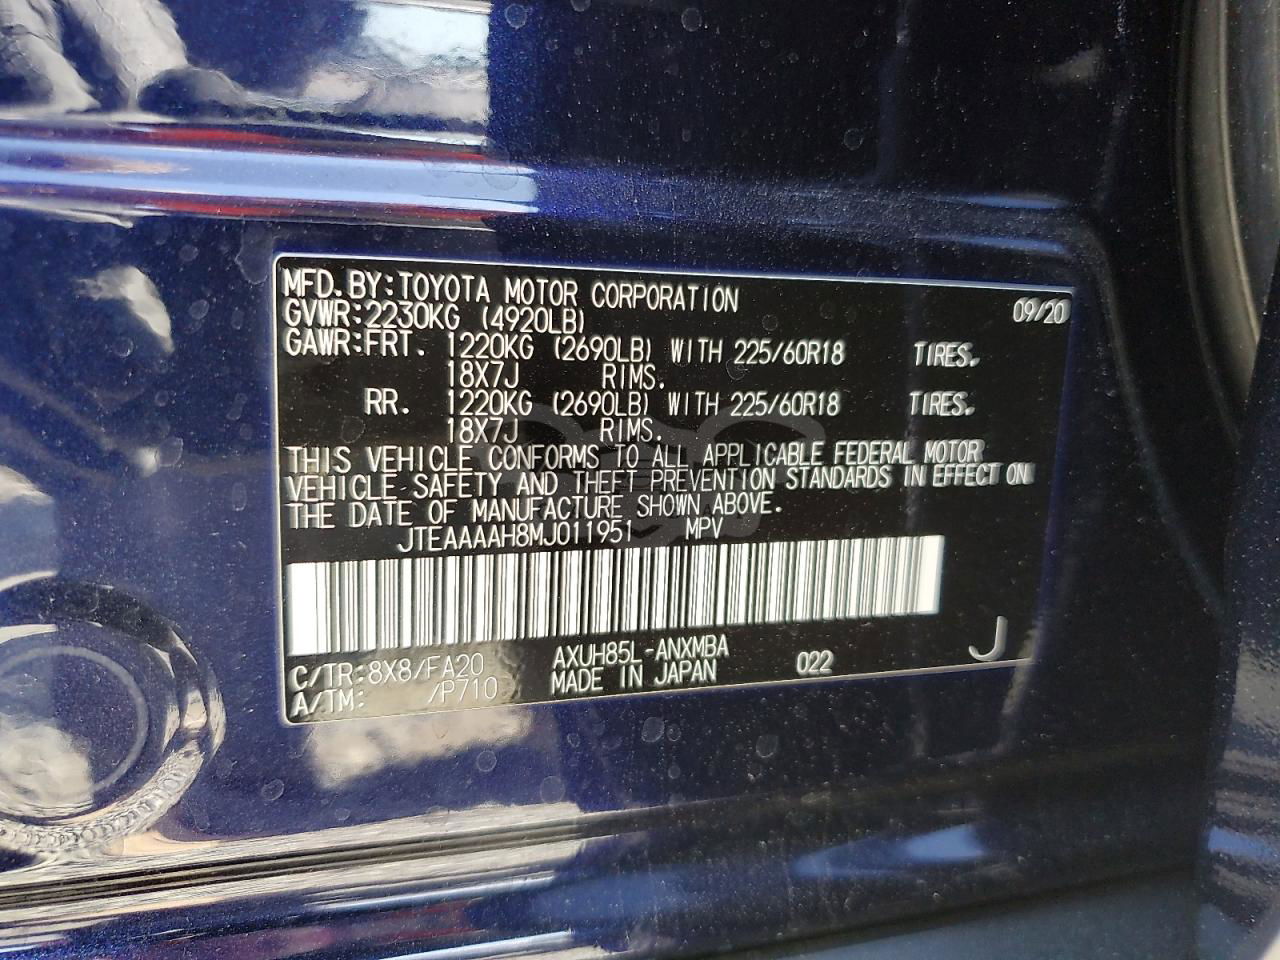 MFD. BY: TOYOTA MOTOR CORPORATION 09/20
GVWR: 2230KG (4920LB)
GAWR: FRT. 1220KG (2690LB) WITH 225/60R18 TIRES.
18X7J RIMS.
RR. 1220KG (2690LB) WITH 225/60R18 TIRES.
18X7J RIMS.
THIS VEHICLE CONFORMS TO ALL APPLICABLE FEDERAL MOTOR
VEHICLE SAFETY AND THEFT PREVENTION STANDARDS IN EFFECT ON
THE DATE OF MANUFACTURE SHOWN ABOVE.
JTEAAAAH8MJ011951 MPV
C/TR: 8X8/FA20 AXUH85L-ANXMBA 022 J
A/TM: /P710 MADE IN JAPAN